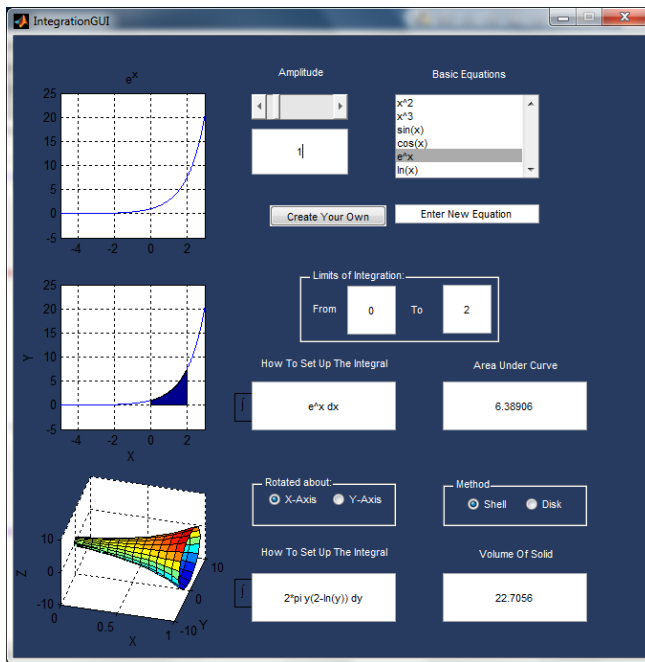 IntegrationGUI
e^x
25
20
15
10
5
0
-5
-4 -2 0 2
Amplitude
1
Basic Equations
x^2
x^3
sin(x)
cos(x)
e^x
ln(x)
Create Your Own
Enter New Equation
Limits of Integration:
From 0 To 2
25
20
15
10
5
0
-5
Y
-4 -2 0 2
X
How To Set Up The Integral
∫ e^x dx
Area Under Curve
6.38906
Rotated about:
X-Axis Y-Axis
Method
Shell Disk
10
0
-10
Z
0 0.5 1
X
-10 0 10
Y
How To Set Up The Integral
∫ 2*pi y(2-ln(y)) dy
Volume Of Solid
22.7056